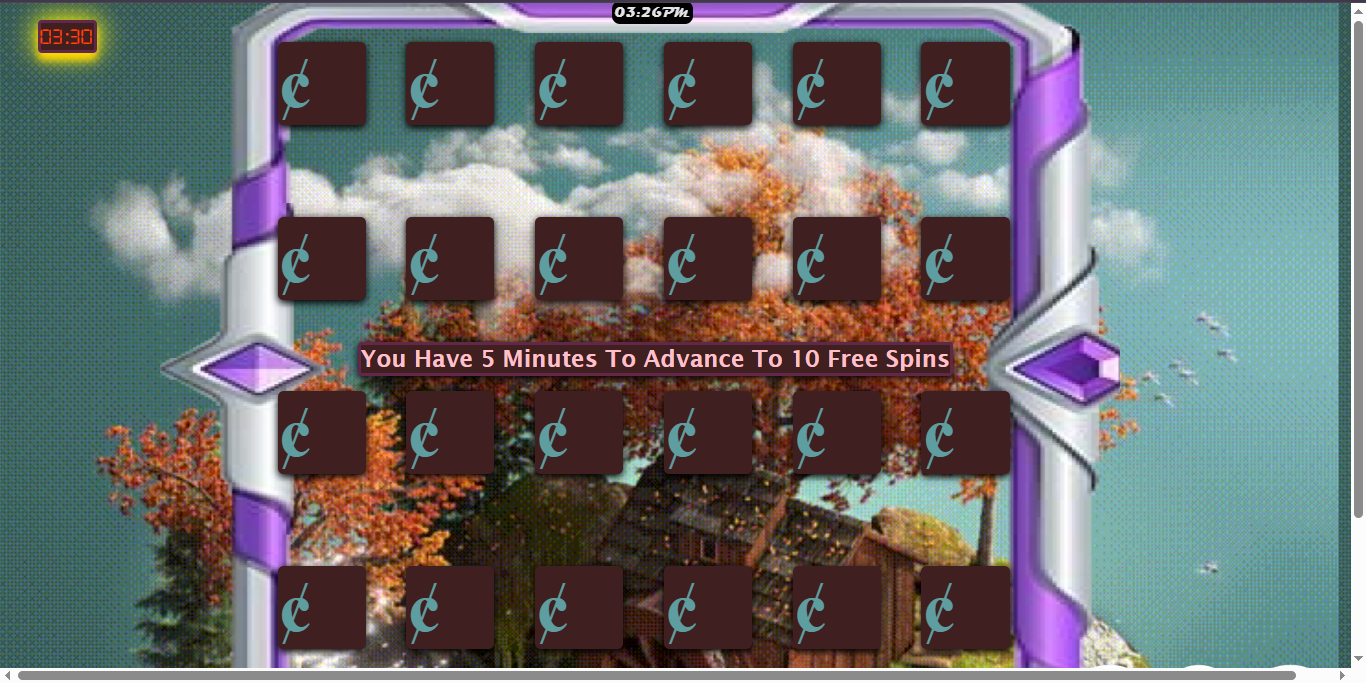 03:26Pm
03:30
₵ ₵ ₵ ₵ ₵ ₵
₵ ₵ ₵ ₵ ₵ ₵
You Have 5 Minutes To Advance To 10 Free Spins
₵ ₵ ₵ ₵ ₵ ₵
₵ ₵ ₵ ₵ ₵ ₵